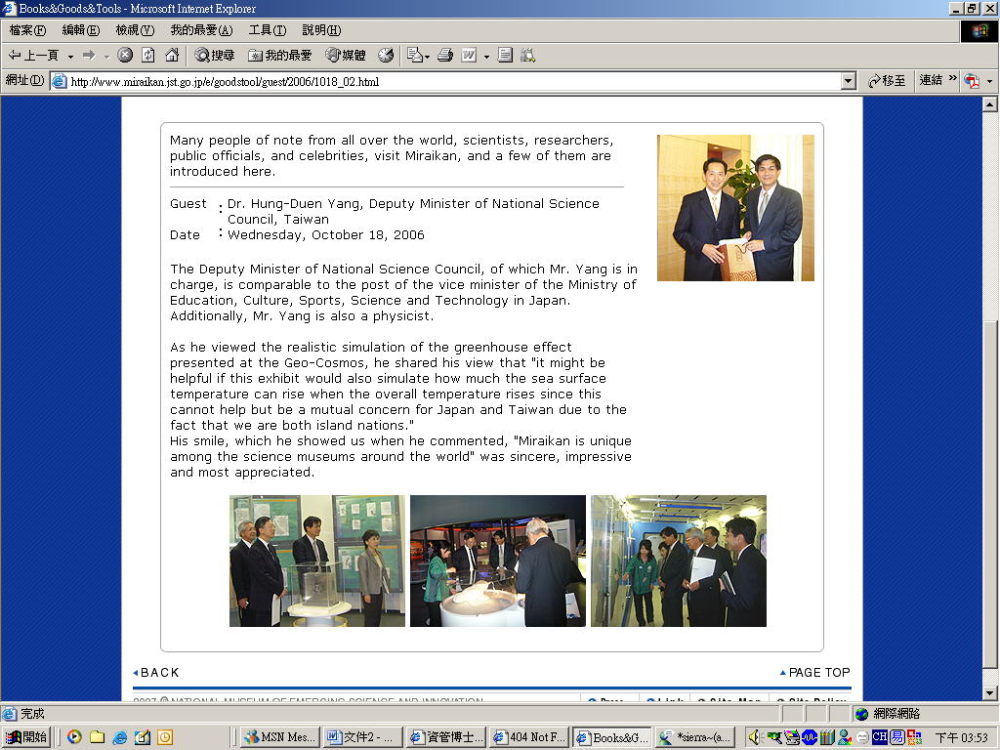 Books&Goods&Tools - Microsoft Internet Explorer
檔案(F) 編輯(E) 檢視(V) 我的最愛(A) 工具(T) 說明(H)
上一頁 搜尋 我的最愛 媒體
網址(D) http://www.miraikan.jst.go.jp/e/goodstool/guest/2006/1018_02.html 移至 連結 »
Many people of note from all over the world, scientists, researchers,
public officials, and celebrities, visit Miraikan, and a few of them are
introduced here.
Guest : Dr. Hung-Duen Yang, Deputy Minister of National Science
Council, Taiwan
Date : Wednesday, October 18, 2006
The Deputy Minister of National Science Council, of which Mr. Yang is in
charge, is comparable to the post of the vice minister of the Ministry of
Education, Culture, Sports, Science and Technology in Japan.
Additionally, Mr. Yang is also a physicist.
As he viewed the realistic simulation of the greenhouse effect
presented at the Geo-Cosmos, he shared his view that "it might be
helpful if this exhibit would also simulate how much the sea surface
temperature can rise when the overall temperature rises since this
cannot help but be a mutual concern for Japan and Taiwan due to the
fact that we are both island nations."
His smile, which he showed us when he commented, "Miraikan is unique
among the science museums around the world" was sincere, impressive
and most appreciated.
BACK PAGE TOP
2007 © NATIONAL MUSEUM OF EMERGING SCIENCE AND INNOVATION Press Link Site Map Site Policy
完成 網際網路
開始 MSN Mes... 文件2 - ... 資管博士... 404 Not F... Books&G... *sierra~(a... CH 易 下午 03:53